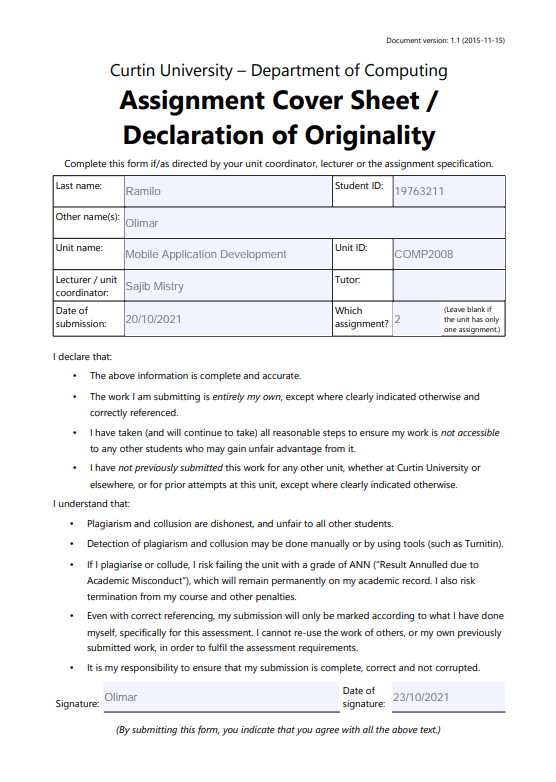 Document version: 1.1 (2015-11-15)
Curtin University – Department of Computing
Assignment Cover Sheet /
Declaration of Originality
Complete this form if/as directed by your unit coordinator, lecturer or the assignment specification.
Last name: Ramilo Student ID: 19763211
Other name(s): Olimar
Unit name: Mobile Application Development Unit ID: COMP2008
Lecturer / unit
coordinator: Sajib Mistry Tutor:
Date of
submission: 20/10/2021 Which
assignment? 2 (Leave blank if
the unit has only
one assignment.)
I declare that:
• The above information is complete and accurate.
• The work I am submitting is entirely my own, except where clearly indicated otherwise and
correctly referenced.
• I have taken (and will continue to take) all reasonable steps to ensure my work is not accessible
to any other students who may gain unfair advantage from it.
• I have not previously submitted this work for any other unit, whether at Curtin University or
elsewhere, or for prior attempts at this unit, except where clearly indicated otherwise.
I understand that:
• Plagiarism and collusion are dishonest, and unfair to all other students.
• Detection of plagiarism and collusion may be done manually or by using tools (such as Turnitin).
• If I plagiarise or collude, I risk failing the unit with a grade of ANN ("Result Annulled due to
Academic Misconduct"), which will remain permanently on my academic record. I also risk
termination from my course and other penalties.
• Even with correct referencing, my submission will only be marked according to what I have done
myself, specifically for this assessment. I cannot re-use the work of others, or my own previously
submitted work, in order to fulfil the assessment requirements.
• It is my responsibility to ensure that my submission is complete, correct and not corrupted.
Signature: Olimar Date of
signature: 23/10/2021
(By submitting this form, you indicate that you agree with all the above text.)